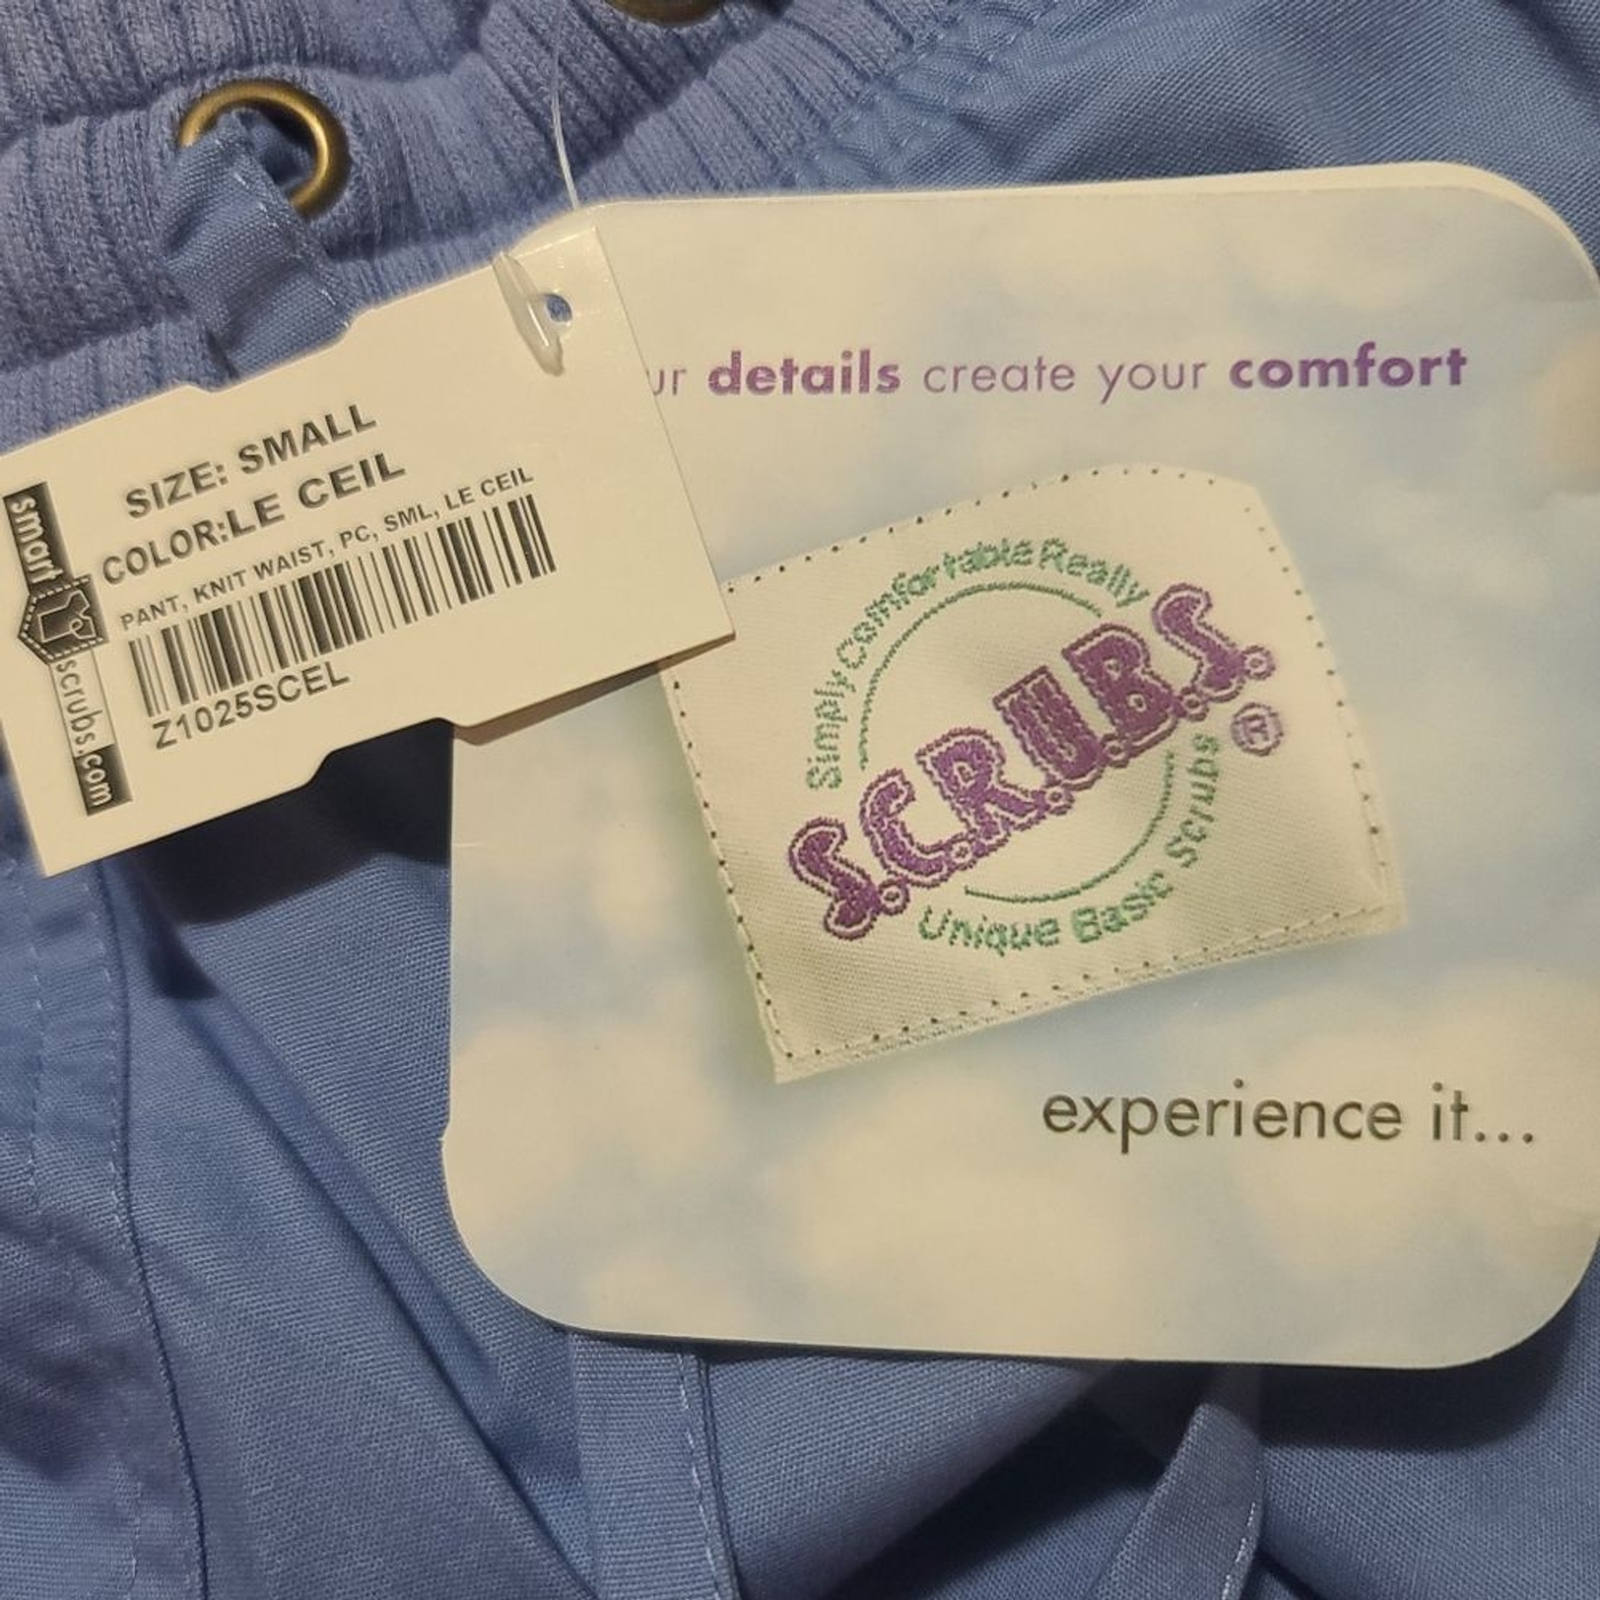 SIZE: SMALL
COLOR:LE CEIL
PANT, KNIT WAIST, PC, SML, LE CEIL
Z1025SCEL
smart
scrubs.com
ur details create your comfort
Simply Comfortable Really
S.C.R.U.B.S.®
Unique Basic Scrubs
experience it...